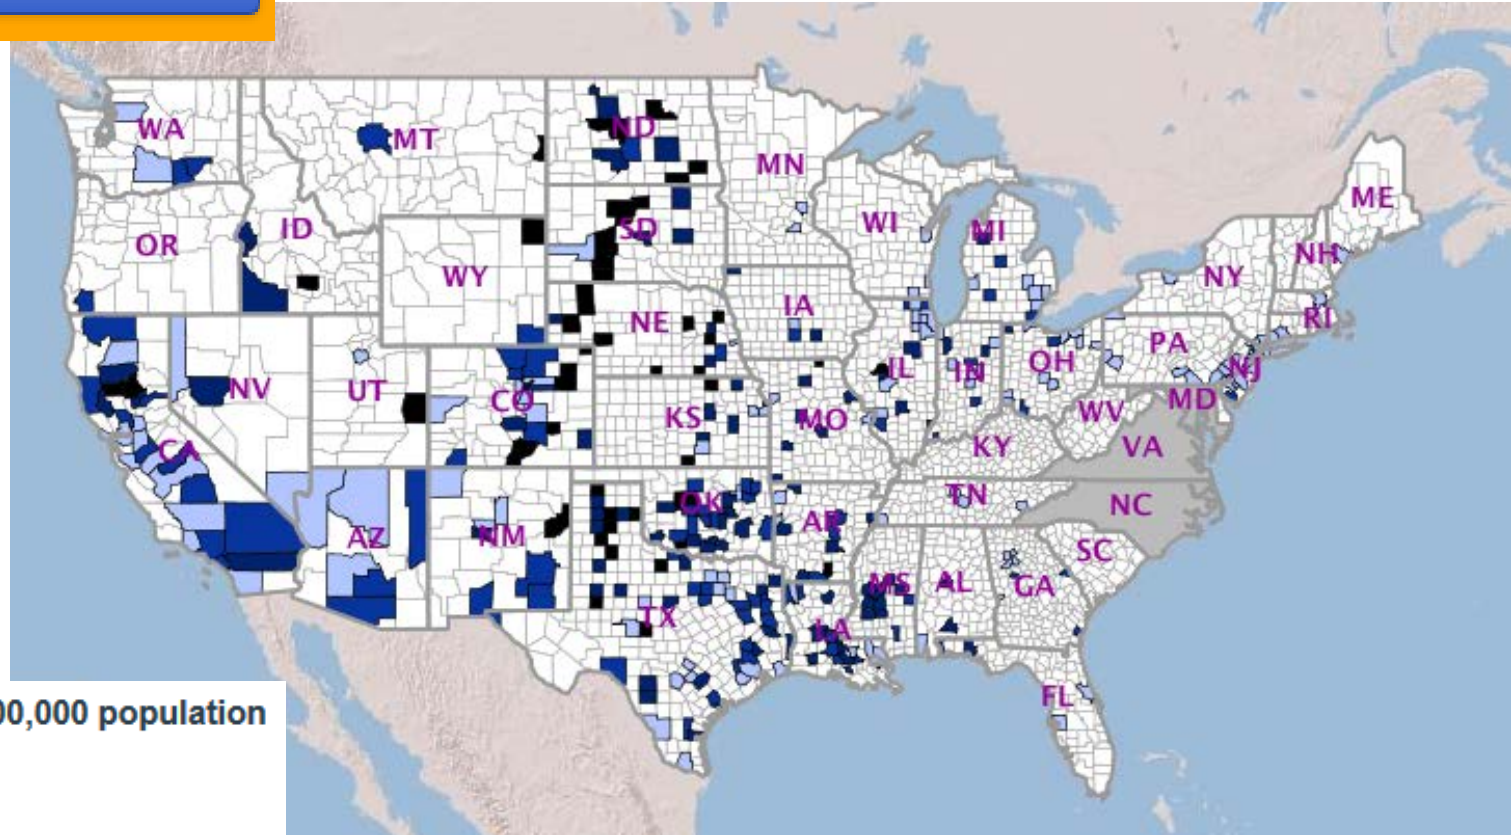 WA
MT
ND
MN
ME
OR
ID
SD
WI
MI
NH
WY
NY
IA
NE
RI
PA
NV
UT
CO
IL
IN
OH
NJ
MD
KS
MO
WV
CA
KY
VA
OK
TN
NC
AZ
NM
AR
SC
MS
AL
GA
TX
LA
FL
00,000 population